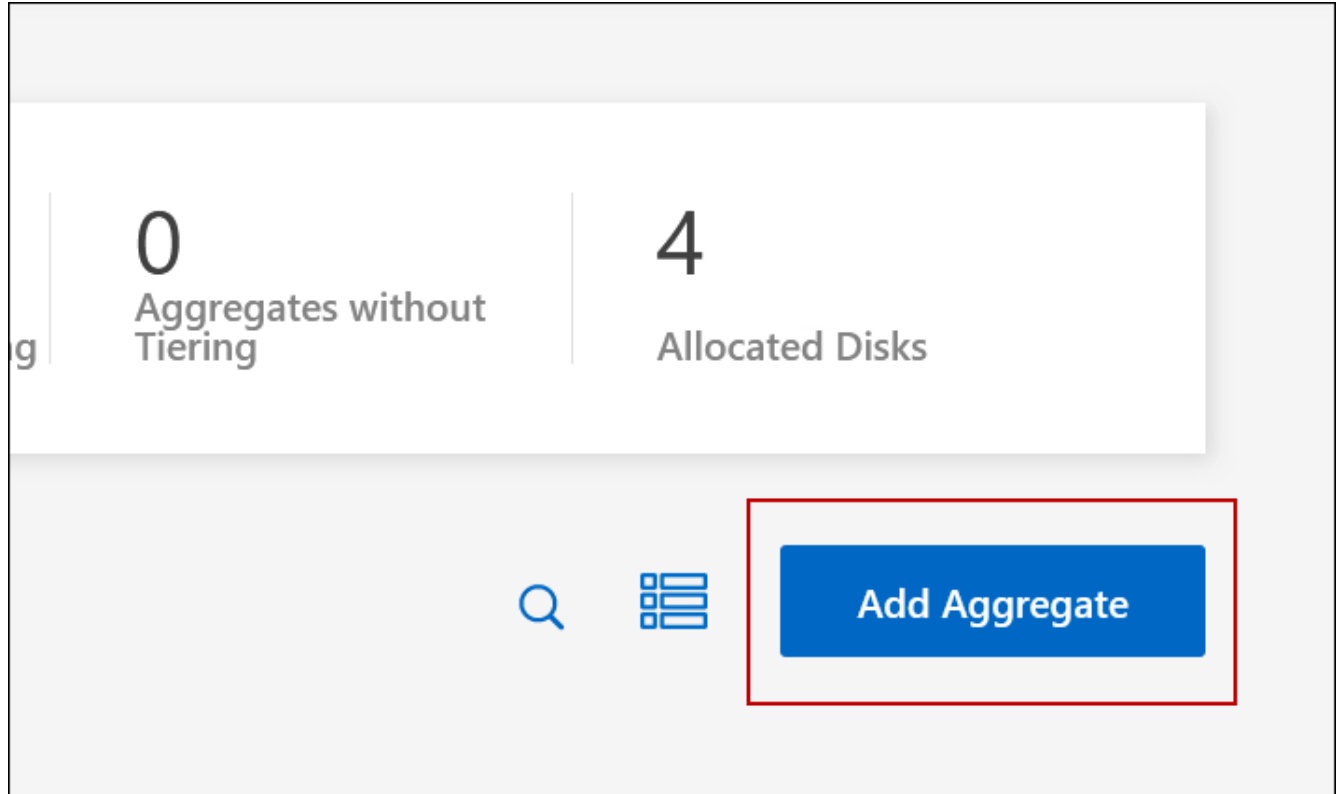 0
Aggregates without
Tiering
g
4
Allocated Disks
Add Aggregate